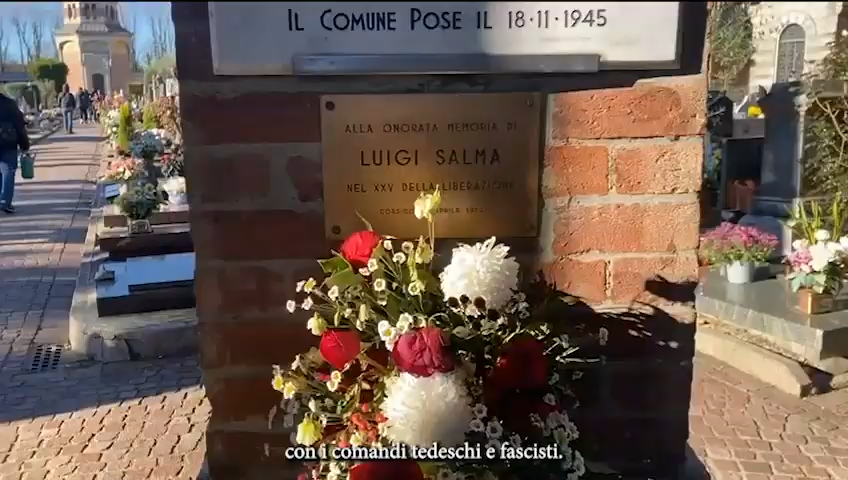 IL COMUNE POSE IL 18·11·1945
ALLA ONORATA MEMORIA DI
LUIGI SALMA
NEL XXV DELLA LIBERAZIONE
con i comandi tedeschi e fascisti.